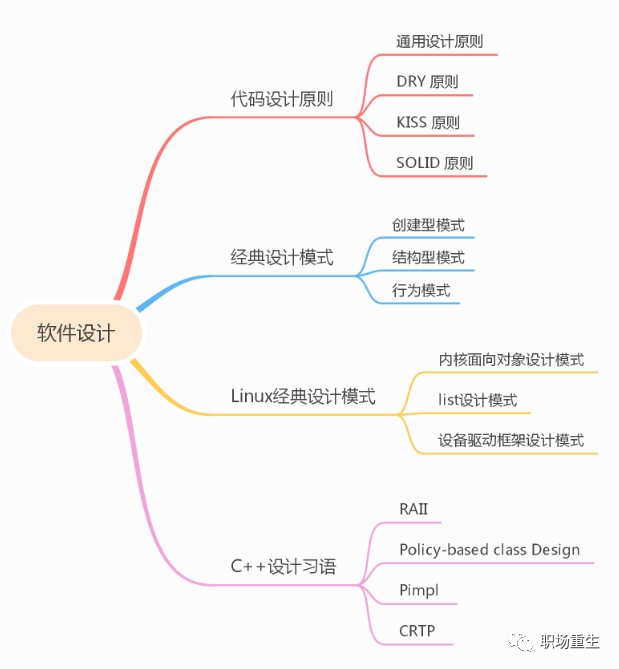 软件设计
代码设计原则
通用设计原则
DRY 原则
KISS 原则
SOLID 原则
经典设计模式
创建型模式
结构型模式
行为模式
Linux经典设计模式
内核面向对象设计模式
list设计模式
设备驱动框架设计模式
C++设计习语
RAII
Policy-based class Design
Pimpl
CRTP
职场重生